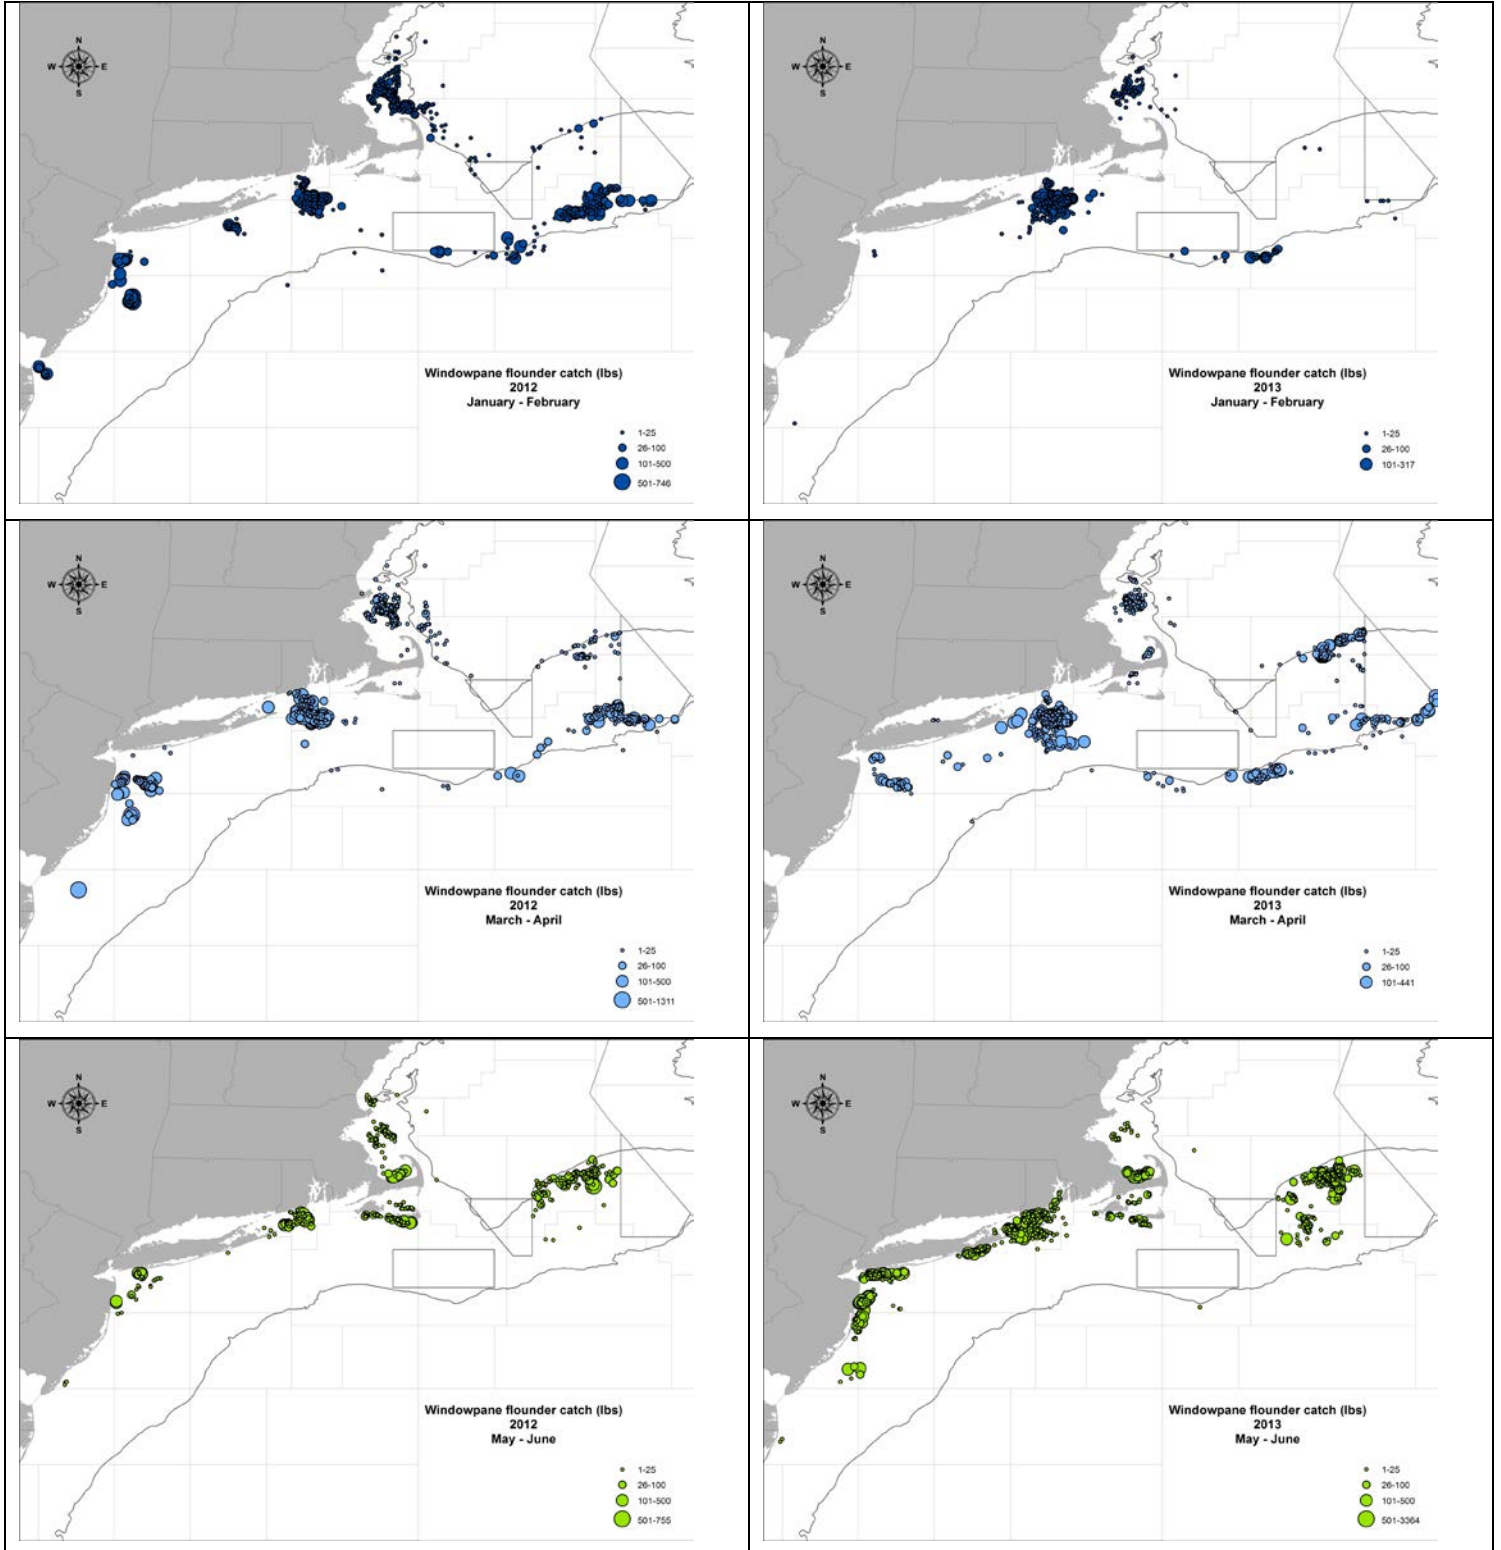 N
W E
S
Windowpane flounder catch (lbs)
2012
January - February
1-25
26-100
101-500
501-746
N
W E
S
Windowpane flounder catch (lbs)
2013
January - February
1-25
26-100
101-317
N
W E
S
Windowpane flounder catch (lbs)
2012
March - April
1-25
26-100
101-500
501-1311
N
W E
S
Windowpane flounder catch (lbs)
2013
March - April
1-25
26-100
101-441
N
W E
S
Windowpane flounder catch (lbs)
2012
May - June
1-25
26-100
101-500
501-755
N
W E
S
Windowpane flounder catch (lbs)
2013
May - June
1-25
26-100
101-500
501-3364